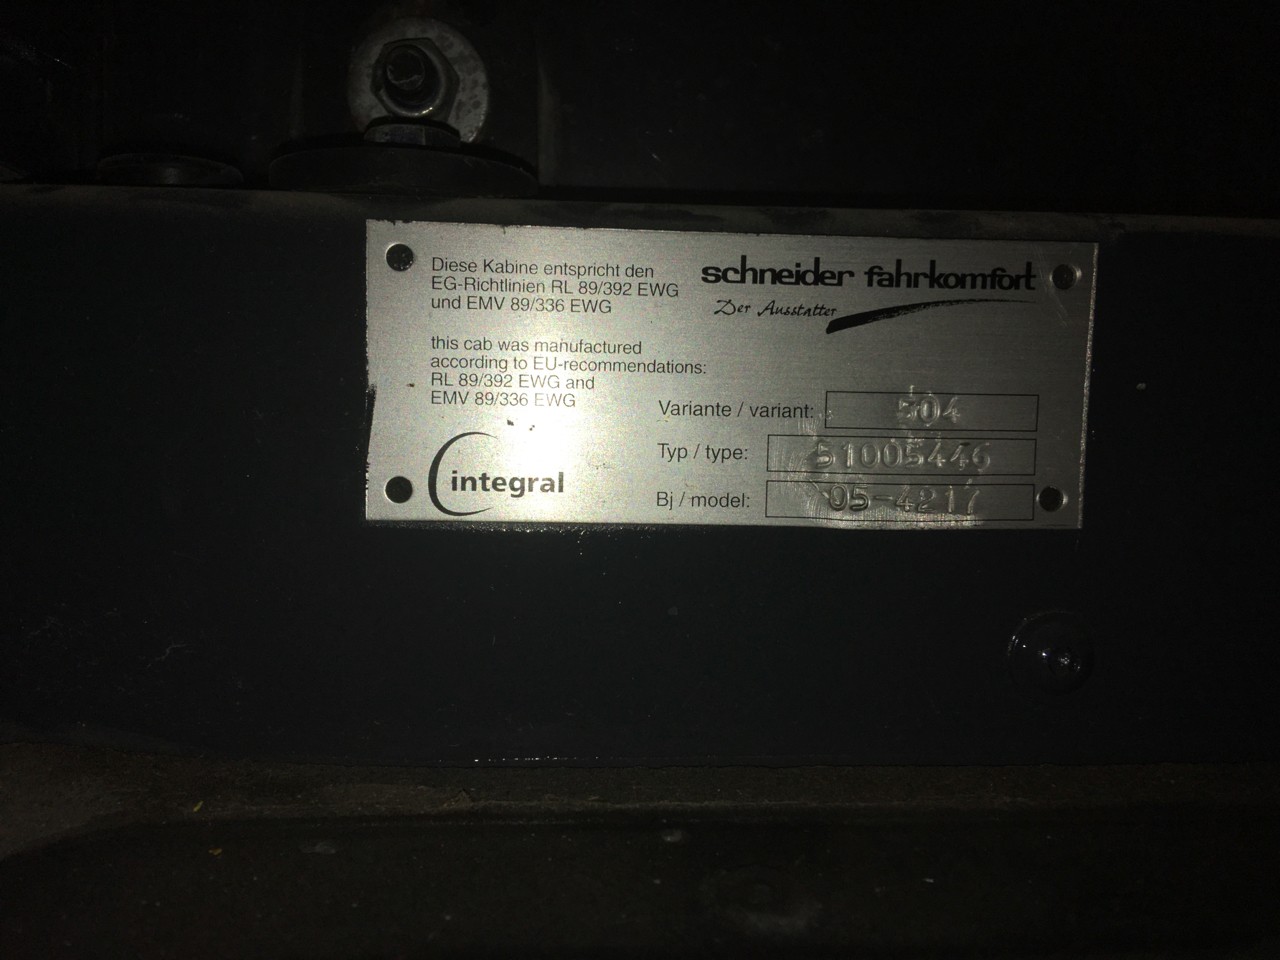 Diese Kabine entspricht den
EG-Richtlinien RL 89/392 EWG
und EMV 89/336 EWG
this cab was manufactured
according to EU-recommendations:
RL 89/392 EWG and
EMV 89/336 EWG
integral
schneider fahrkomfort
Der Ausstatter
Variante / variant: 504
Typ / type: 51005446
Bj / model: 05-4217